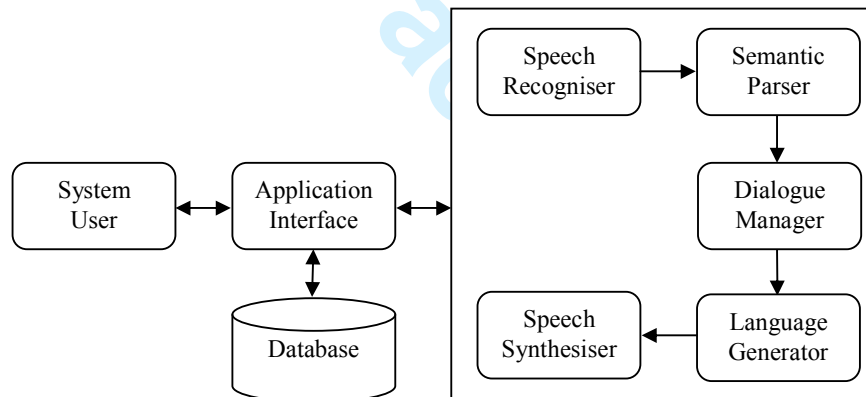 Speech
Recogniser
Semantic
Parser
System
User
Application
Interface
Dialogue
Manager
Database
Speech
Synthesiser
Language
Generator